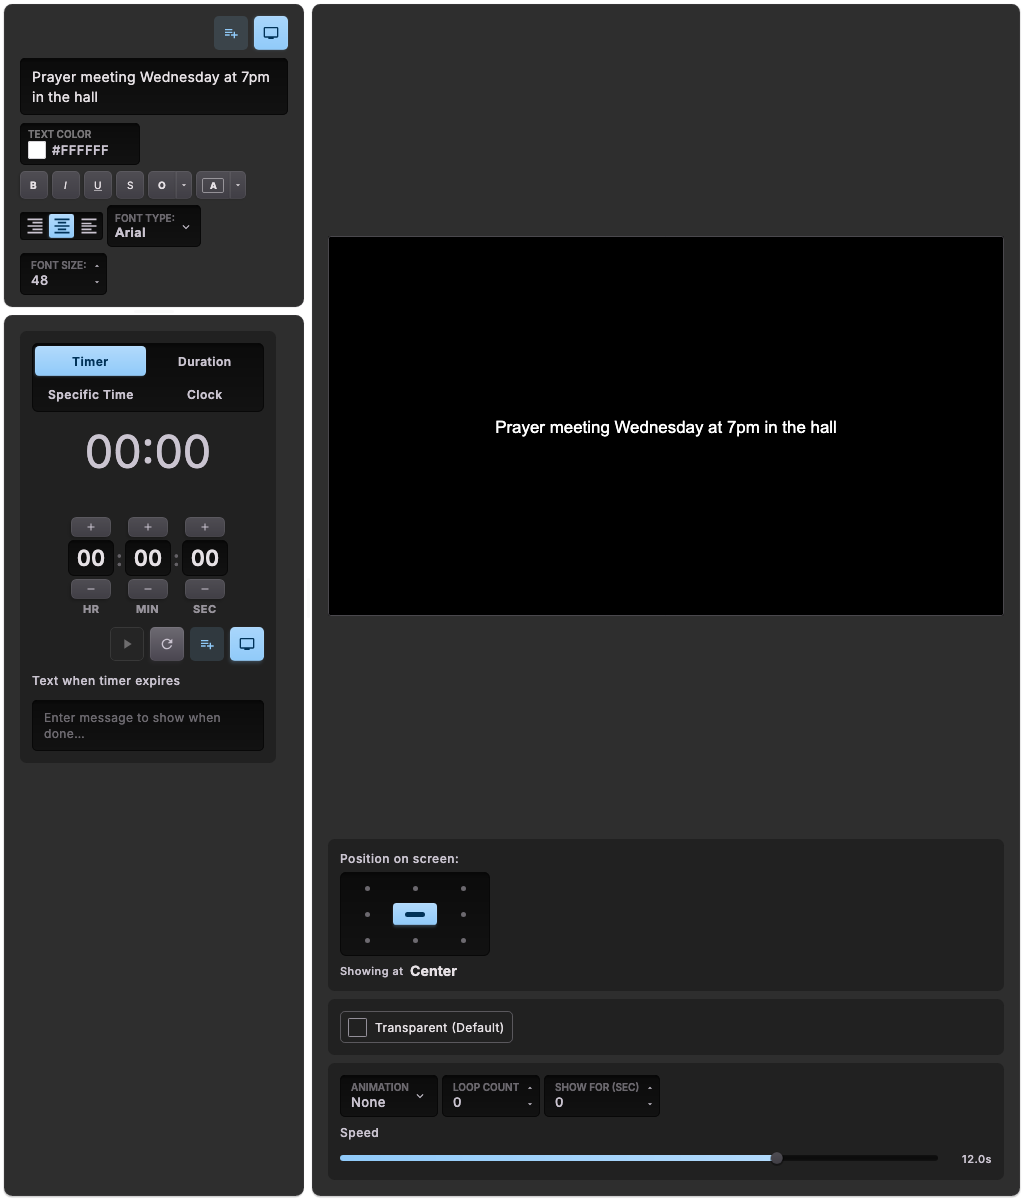 Prayer meeting Wednesday at 7pm
in the hall
TEXT COLOR
#FFFFFF
B I U S O A
FONT TYPE:
Arial
FONT SIZE:
48
Timer Duration
Specific Time Clock
00:00
+ + +
00 : 00 : 00
− − −
HR MIN SEC
Text when timer expires
Enter message to show when
done...
Prayer meeting Wednesday at 7pm in the hall
Position on screen:
Showing at Center
Transparent (Default)
ANIMATION LOOP COUNT SHOW FOR (SEC)
None 0 0
Speed
12.0s